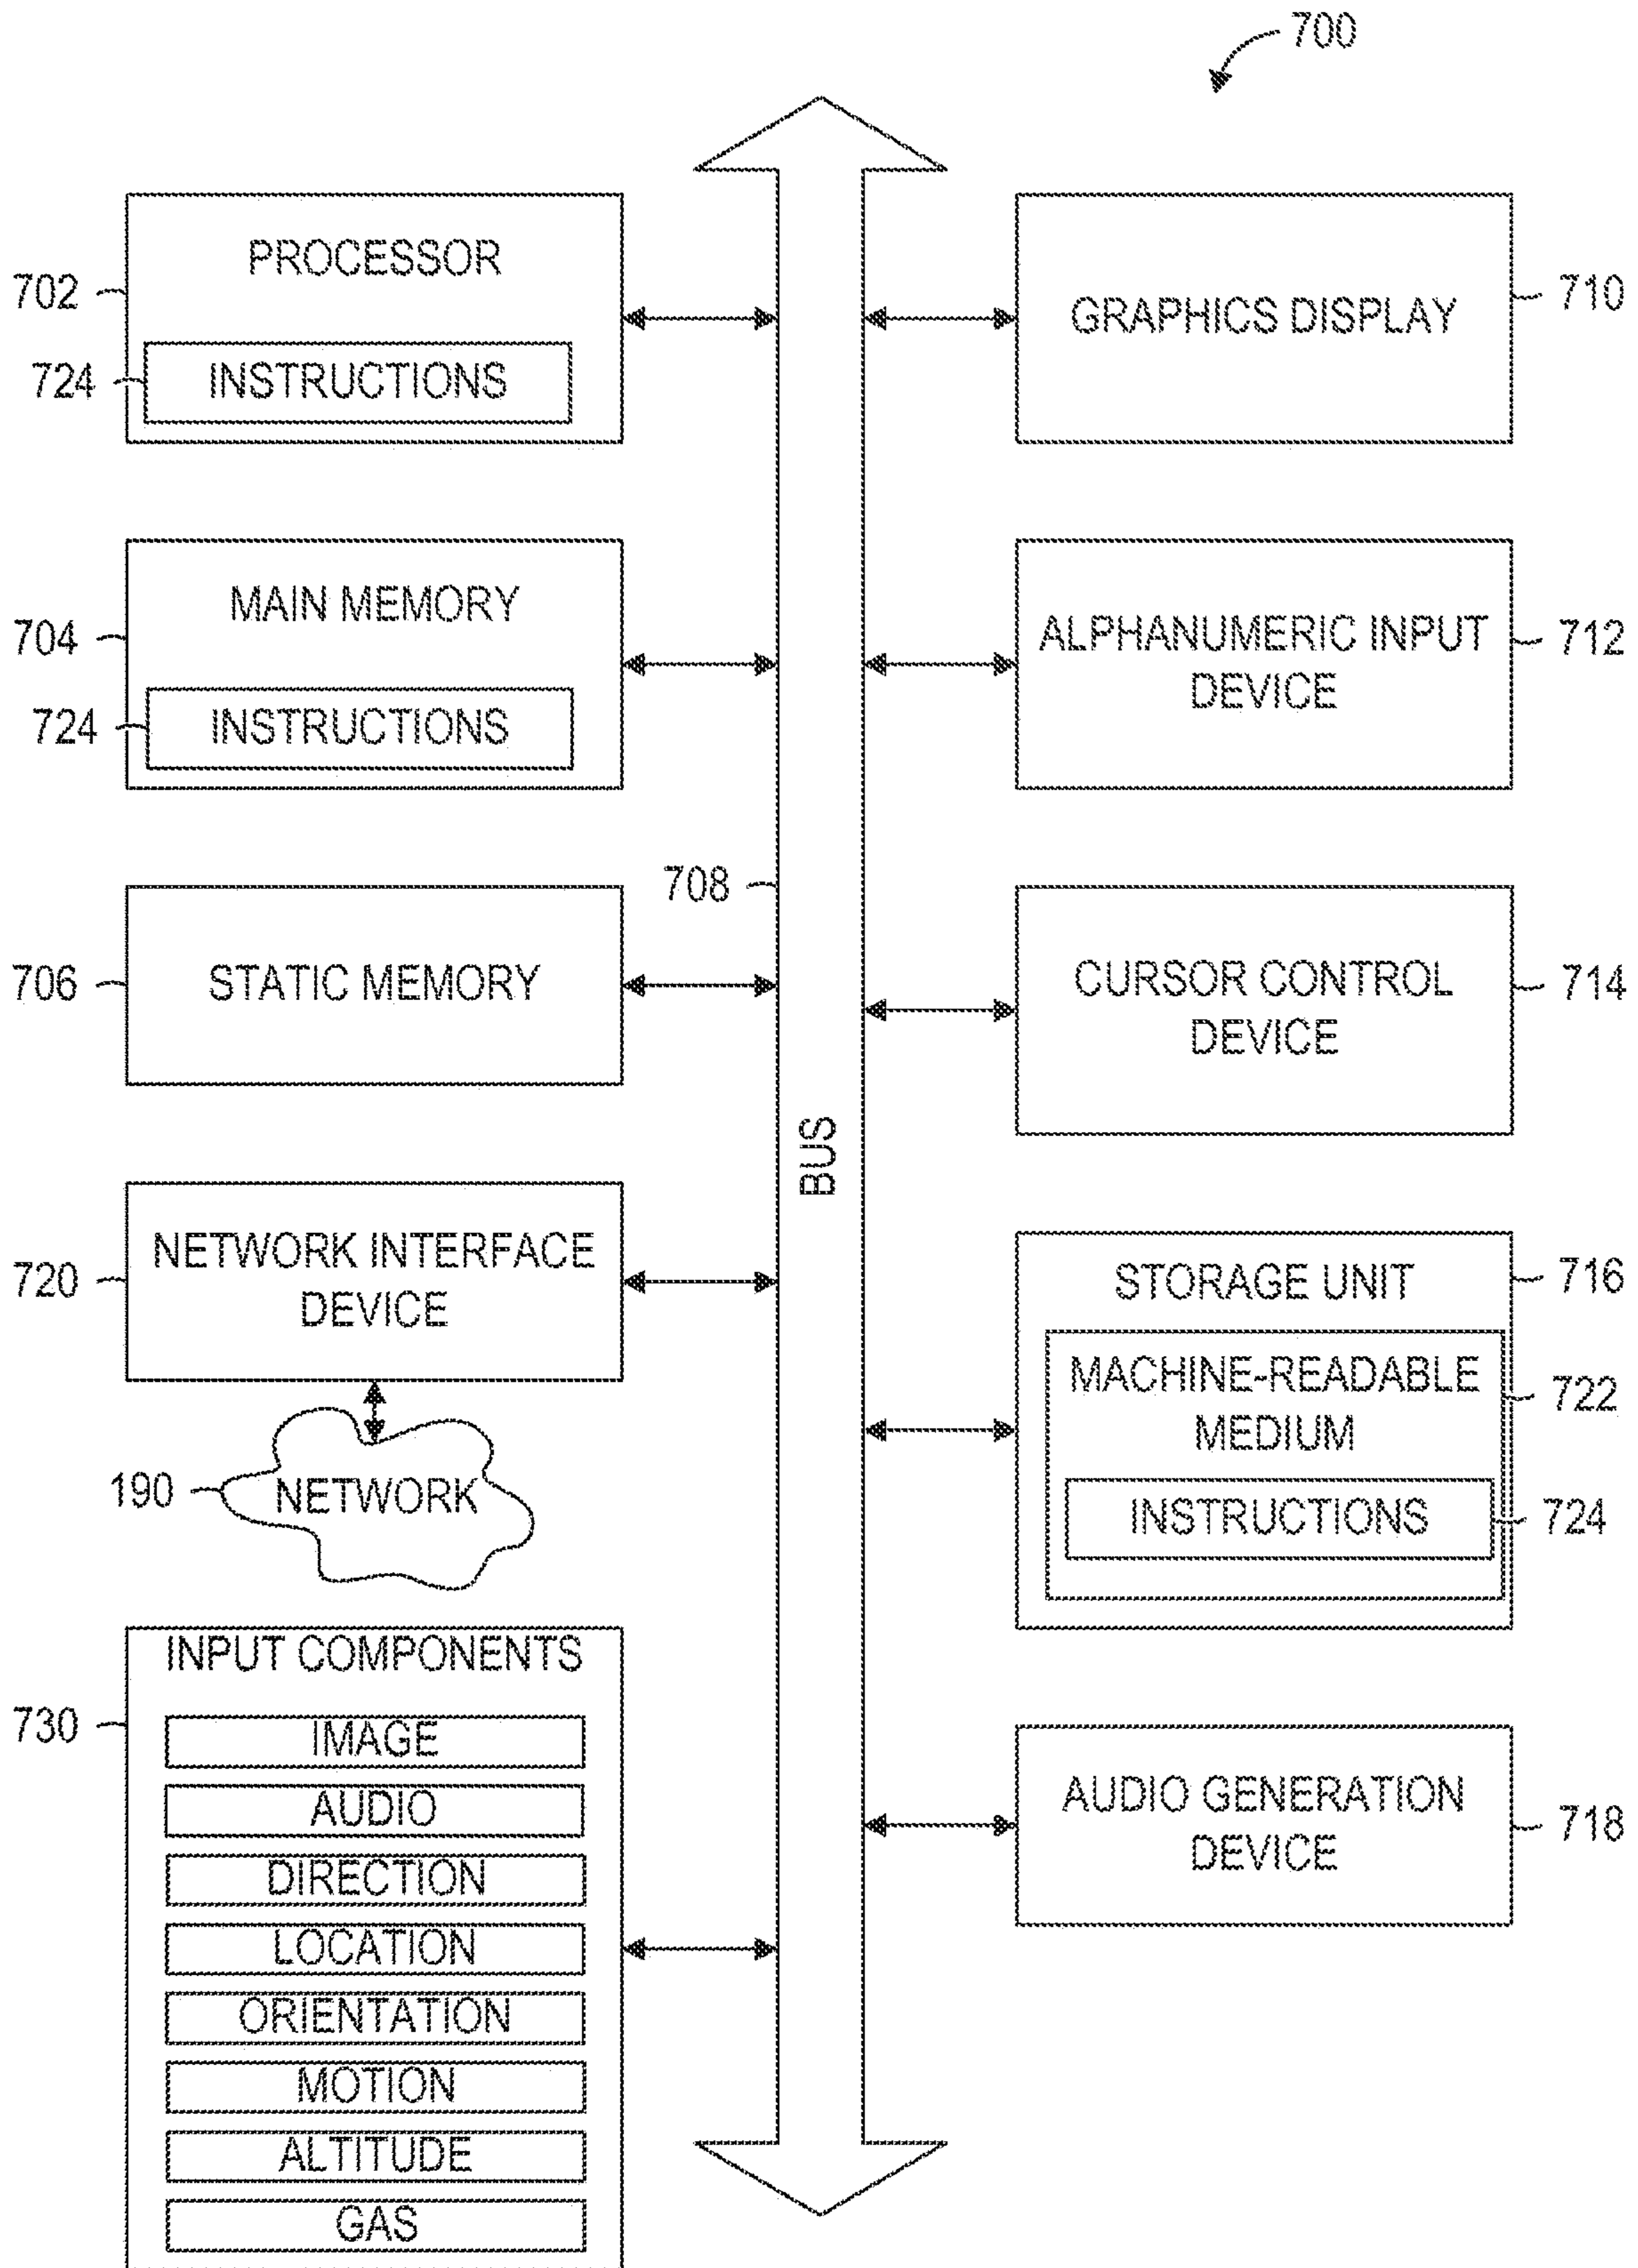 700
PROCESSOR
702
724
INSTRUCTIONS
MAIN MEMORY
704
724
INSTRUCTIONS
708
706
STATIC MEMORY
720
NETWORK INTERFACE
DEVICE
190
NETWORK
INPUT COMPONENTS
730
IMAGE
AUDIO
DIRECTION
LOCATION
ORIENTATION
MOTION
ALTITUDE
GAS
BUS
GRAPHICS DISPLAY
710
ALPHANUMERIC INPUT
DEVICE
712
CURSOR CONTROL
DEVICE
714
STORAGE UNIT
716
MACHINE-READABLE
MEDIUM
722
INSTRUCTIONS
724
AUDIO GENERATION
DEVICE
718